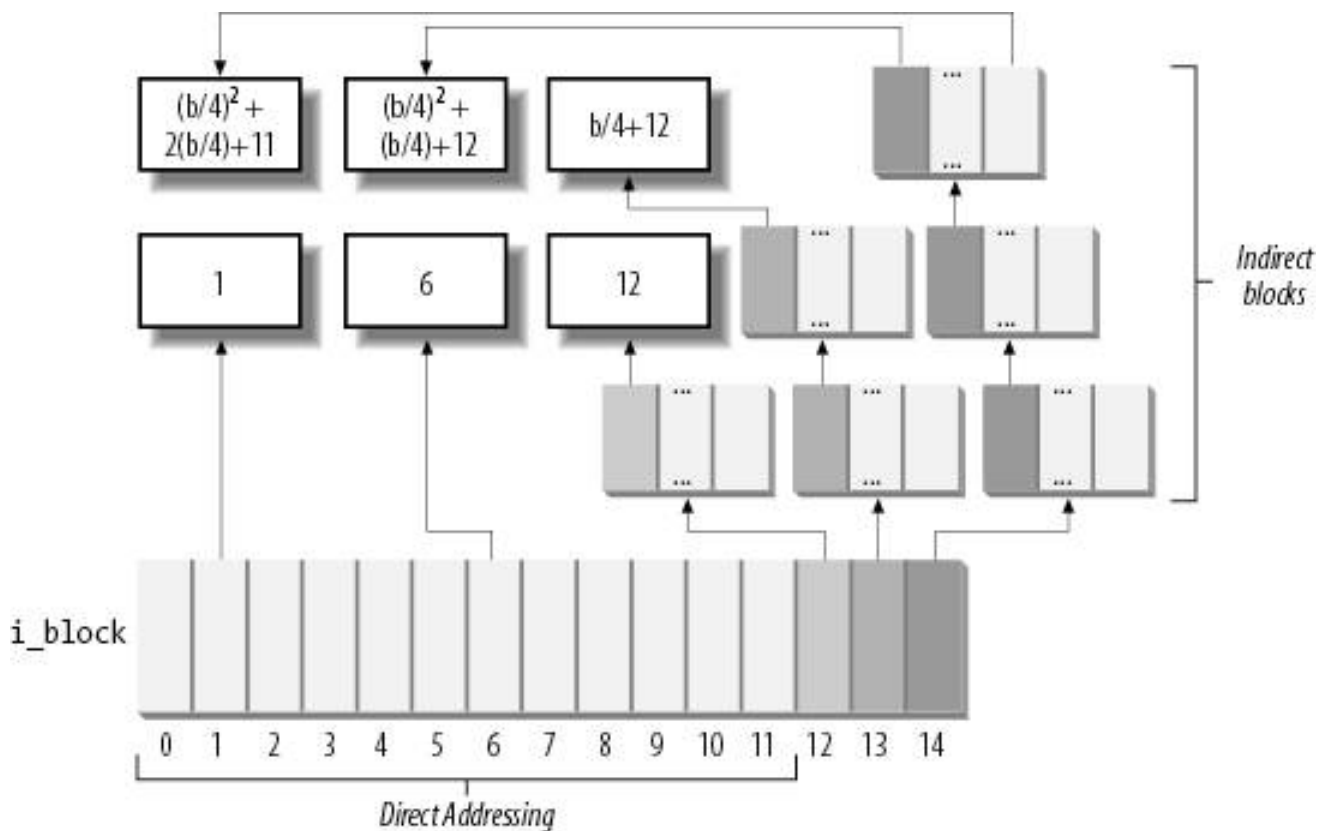 ...
(b/4)² +
2(b/4)+11
(b/4)² +
(b/4)+12
b/4+12
...
... ...
1
6
12
... ...
Indirect
blocks
... ... ...
... ... ...
i_block
0 1 2 3 4 5 6 7 8 9 10 11 12 13 14
Direct Addressing